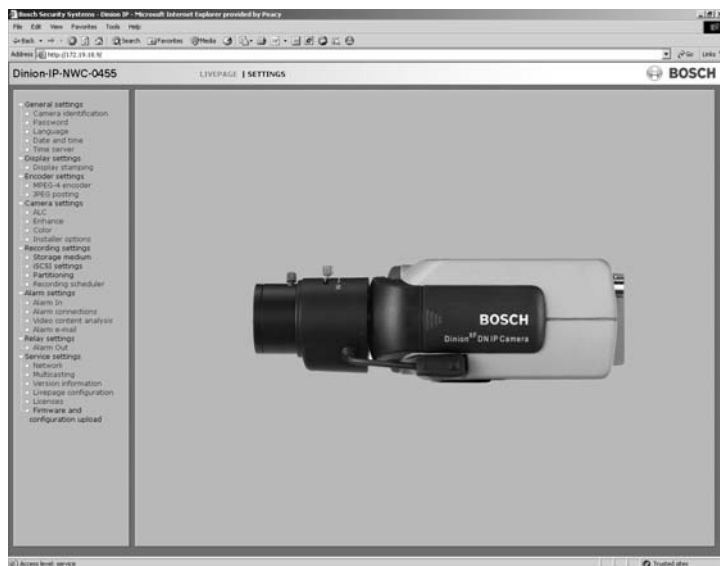 Bosch Security Systems - Dinion IP - Microsoft Internet Explorer provided by Peacy
File Edit View Favorites Tools Help
Back Search Favorites Media
Address http://172.19.10.9/ Go Links
Dinion-IP-NWC-0455 LIVEPAGE | SETTINGS BOSCH
General settings
Camera identification
Password
Language
Date and time
Time server
Display settings
Display stamping
Encoder settings
MPEG-4 encoder
JPEG posting
Camera settings
ALC
Enhance
Color
Installer options
Recording settings
Storage medium
iSCSI settings
Partitioning
Recording scheduler
Alarm settings
Alarm In
Alarm connections
Video content analysis
Alarm e-mail
Relay settings
Alarm Out
Service settings
Network
Multicasting
Version information
Livepage configuration
Licenses
Firmware and
configuration upload
BOSCH
Dinion XF DN IP Camera
Access level: service Trusted sites